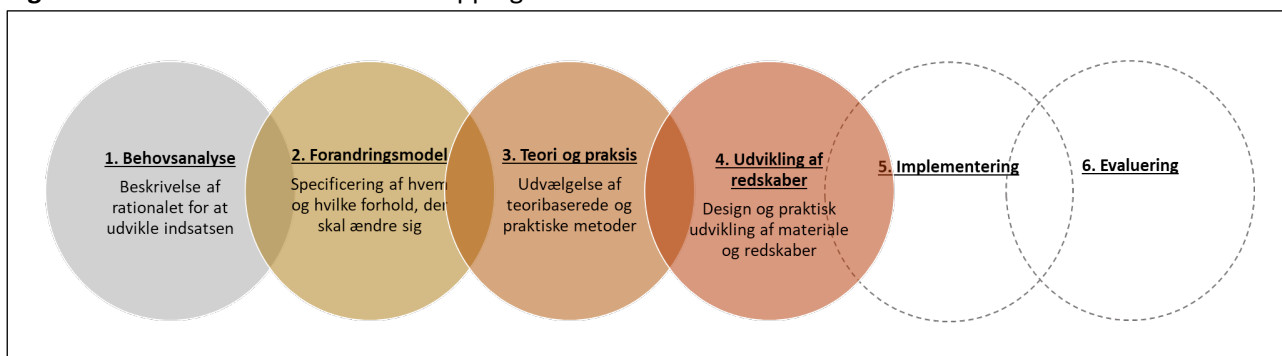 1. Behovsanalyse
Beskrivelse af
rationalet for at
udvikle indsatsen
2. Forandringsmodel
Specificering af hvem
og hvilke forhold, der
skal ændre sig
3. Teori og praksis
Udvælgelse af
teoribaserede og
praktiske metoder
4. Udvikling af
redskaber
Design og praktisk
udvikling af materiale
og redskaber
5. Implementering
6. Evaluering